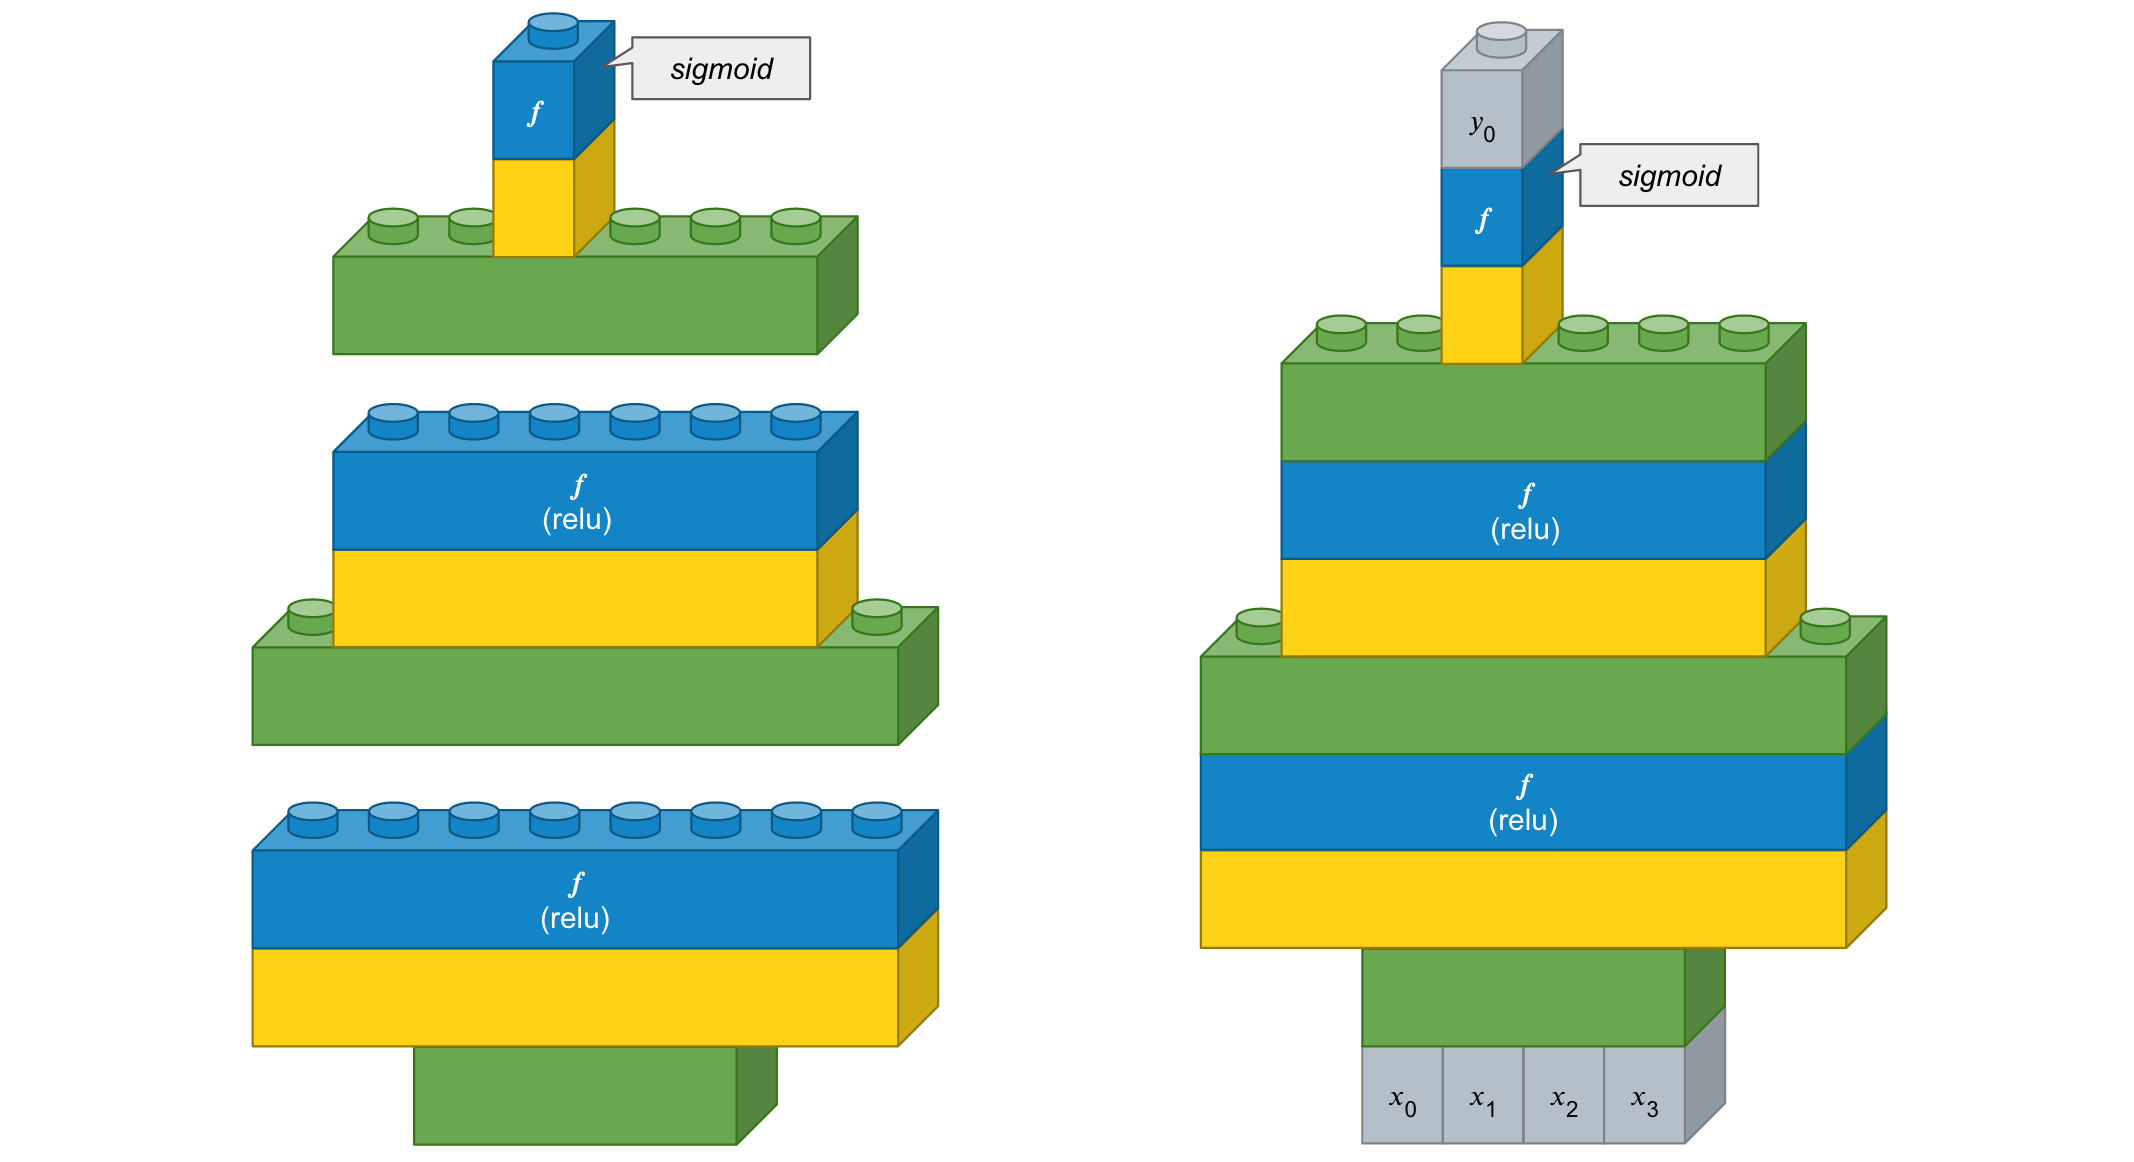 sigmoid
f
f
(relu)
f
(relu)
y0
sigmoid
f
f
(relu)
f
(relu)
x0 x1 x2 x3